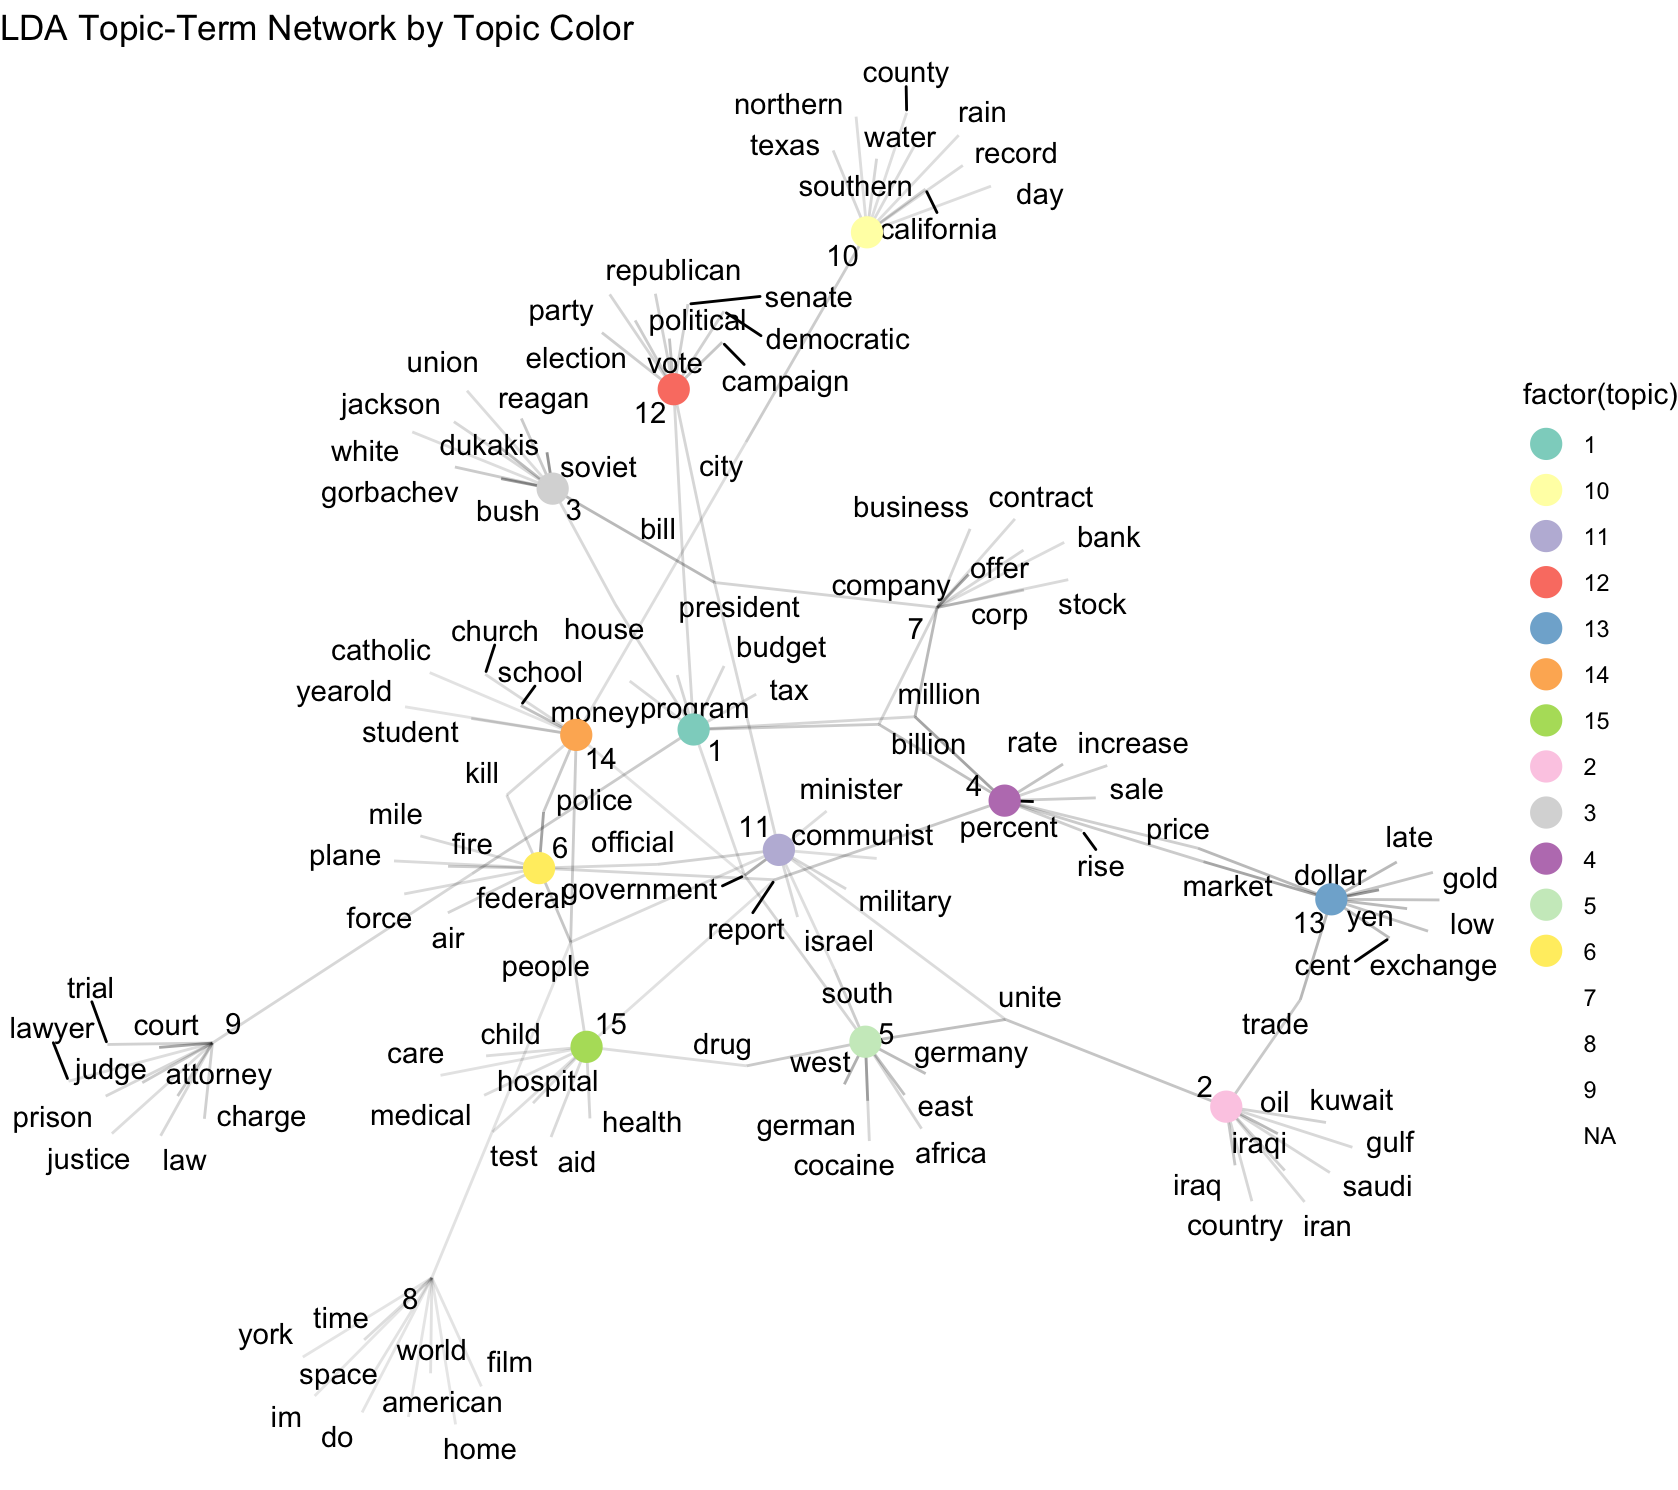 LDA Topic-Term Network by Topic Color
county
northern
rain
texas
water
record
southern
day
california
10
republican
senate
party
political
democratic
union
election
vote
campaign
jackson
reagan
12
white
dukakis
soviet
city
gorbachev
bush
3
bill
business
contract
bank
offer
company
corp
stock
7
president
church
house
catholic
school
budget
yearold
tax
million
money
program
student
14
1
billion
rate
increase
kill
4
minister
sale
police
mile
11
communist
percent
price
late
fire
6
official
plane
rise
dollar
gold
market
federal
government
military
force
13
yen
low
air
report
israel
people
cent
exchange
trial
south
unite
lawyer
court
9
child
15
drug
5
trade
care
west
germany
judge
attorney
hospital
2
oil
kuwait
prison
charge
medical
health
german
east
iraqi
gulf
justice
law
test
aid
cocaine
africa
iraq
saudi
country
iran
8
time
york
world
film
space
american
im
do
home
factor(topic)
1
10
11
12
13
14
15
2
3
4
5
6
7
8
9
NA